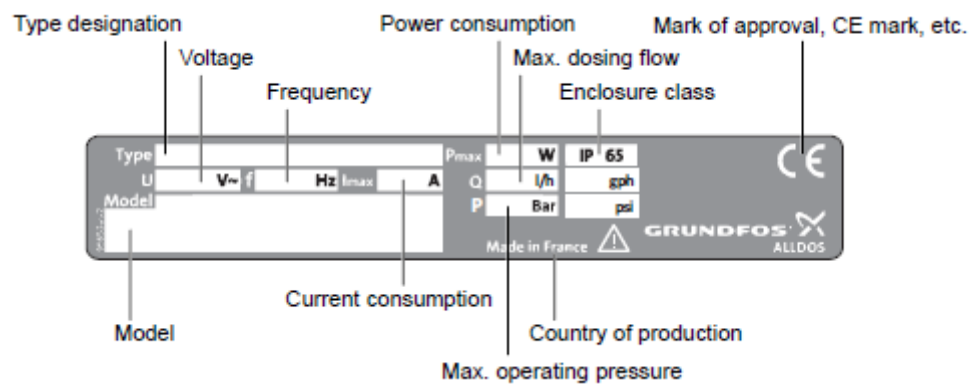 Type designation
Power consumption
Mark of approval, CE mark, etc.
Voltage
Max. dosing flow
Frequency
Enclosure class
Type
Pmax W IP 65
CE
U V~ f Hz Imax A Q l/h gph
Model
P Bar psi
GRUNDFOS
ALLDOS
Made in France
Current consumption
Model
Country of production
Max. operating pressure